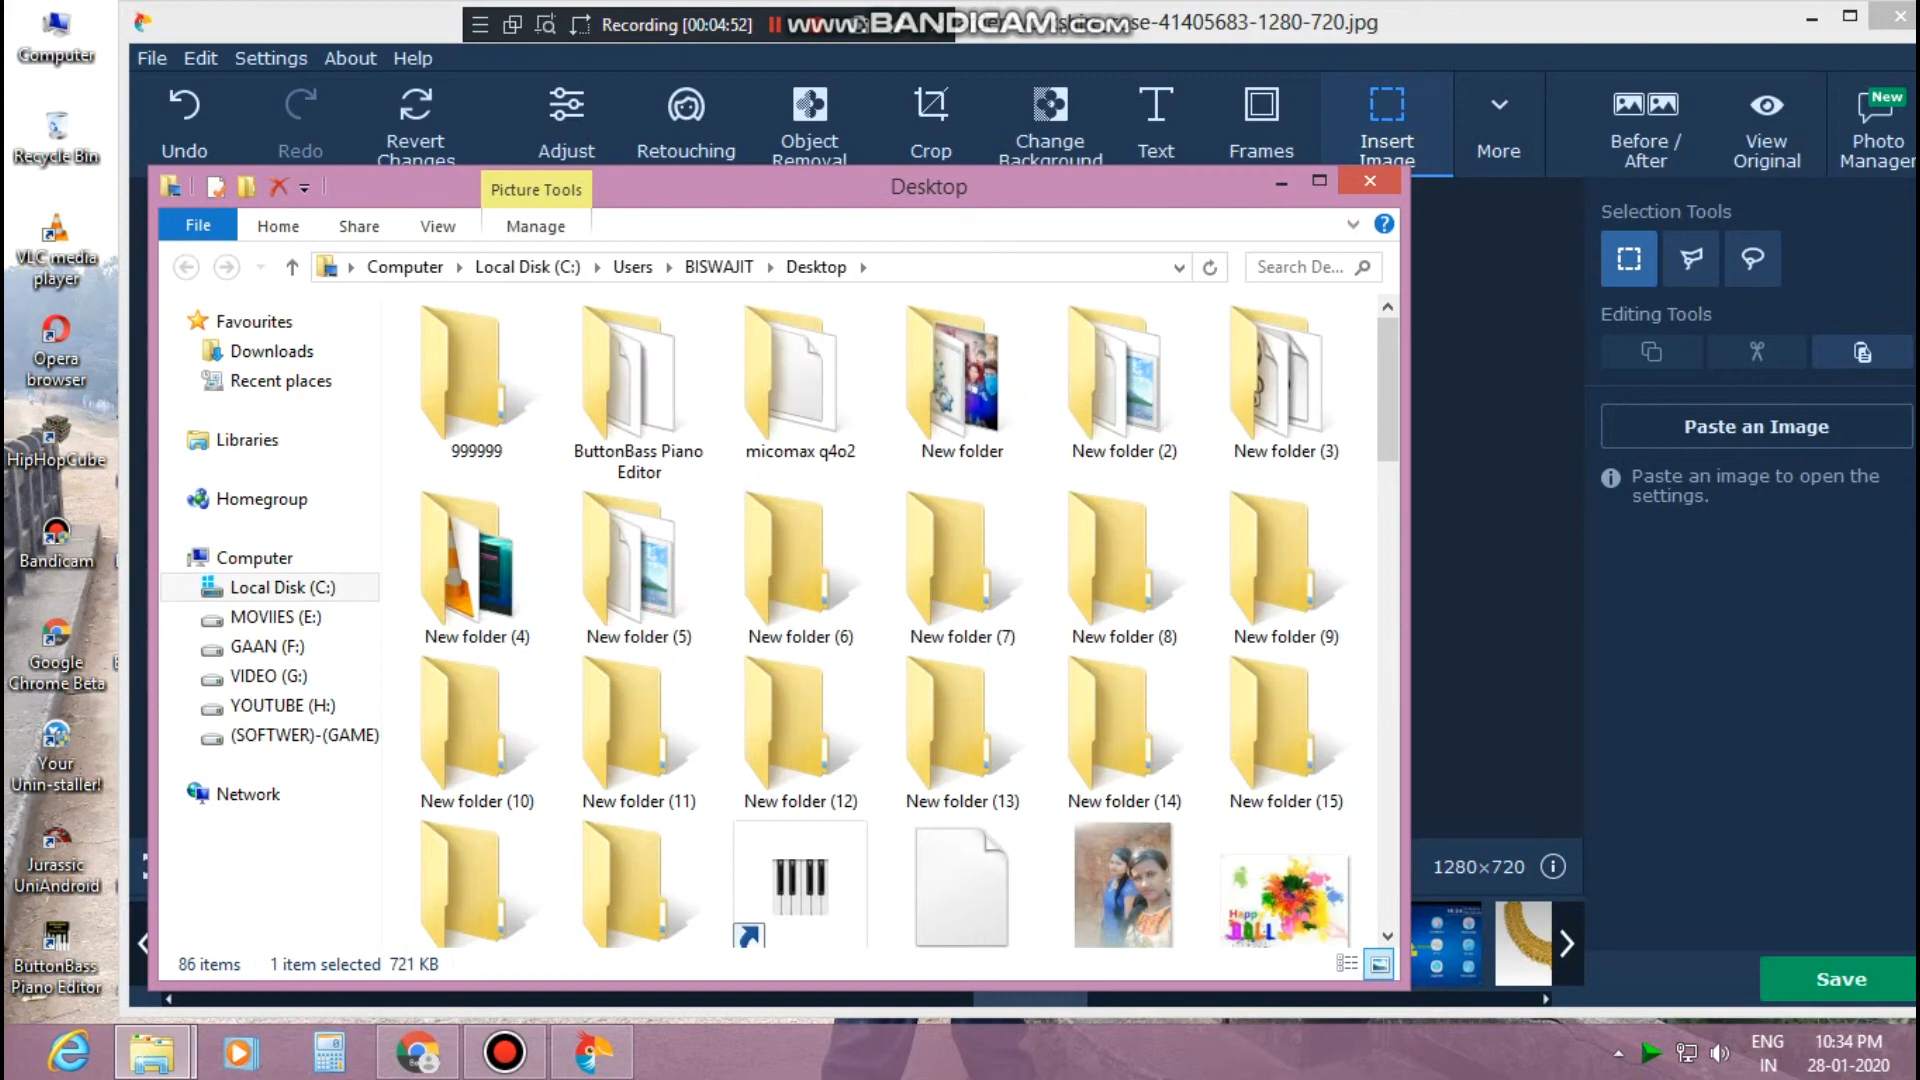 Computer
Recycle Bin
VLC media
player
Opera
browser
HipHopCube
Bandicam
Google
Chrome Beta
Your
Unin-staller!
Jurassic
UniAndroid
ButtonBass
Piano Editor
Recording [00:04:52]
www.BANDICAM.com
se-41405683-1280-720.jpg
File Edit Settings About Help
Undo
Redo
Revert
Changes
Adjust
Retouching
Object
Removal
Crop
Change
Background
Text
Frames
Insert
Image
More
Before /
After
View
Original
New
Photo
Manager
Picture Tools
Desktop
File Home Share View Manage
Computer Local Disk (C:) Users BISWAJIT Desktop
Search De...
Favourites
Downloads
Recent places
Libraries
Homegroup
Computer
Local Disk (C:)
MOVIIES (E:)
GAAN (F:)
VIDEO (G:)
YOUTUBE (H:)
(SOFTWER)-(GAME)
Network
999999
ButtonBass Piano
Editor
micomax q4o2
New folder
New folder (2)
New folder (3)
New folder (4)
New folder (5)
New folder (6)
New folder (7)
New folder (8)
New folder (9)
New folder (10)
New folder (11)
New folder (12)
New folder (13)
New folder (14)
New folder (15)
Happy
86 items 1 item selected 721 KB
Selection Tools
Editing Tools
Paste an Image
Paste an image to open the
settings.
1280×720
Save
ENG
IN
10:34 PM
28-01-2020